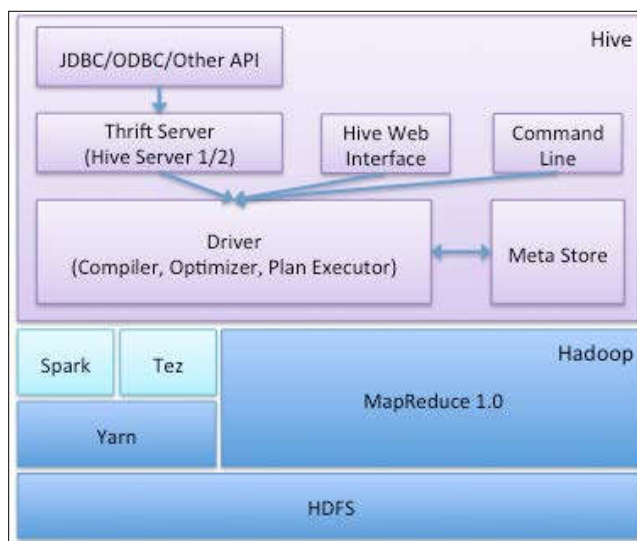 Hive
JDBC/ODBC/Other API
Thrift Server
(Hive Server 1/2)
Hive Web
Interface
Command
Line
Driver
(Compiler, Optimizer, Plan Executor)
Meta Store
Spark
Tez
Hadoop
MapReduce 1.0
Yarn
HDFS